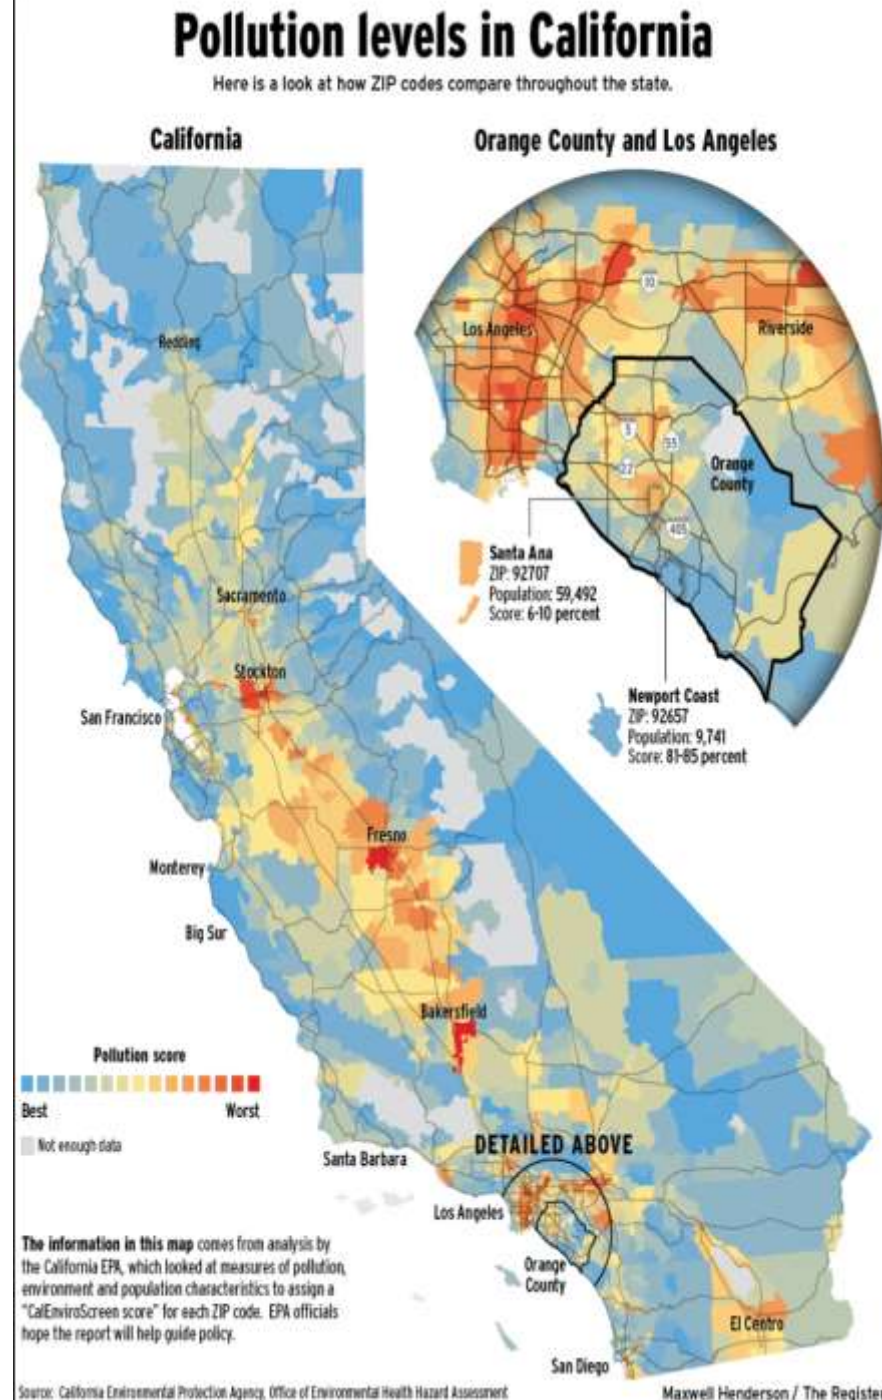 Pollution levels in California
Here is a look at how ZIP codes compare throughout the state.
California
Orange County and Los Angeles
Redding
Sacramento
Stockton
San Francisco
Fresno
Monterey
Big Sur
Bakersfield
Pollution score
Best
Worst
Not enough data
Santa Barbara
DETAILED ABOVE
Los Angeles
Orange
County
El Centro
San Diego
10
Los Angeles
Riverside
5
55
22
Orange
County
405
Santa Ana
ZIP: 92707
Population: 59,492
Score: 6-10 percent
Newport Coast
ZIP: 92657
Population: 9,741
Score: 81-85 percent
The information in this map comes from analysis by
the California EPA, which looked at measures of pollution,
environment and population characteristics to assign a
"CalEnviroScreen score" for each ZIP code. EPA officials
hope the report will help guide policy.
Source: California Environmental Protection Agency, Office of Environmental Health Hazard Assessment
Maxwell Henderson / The Register